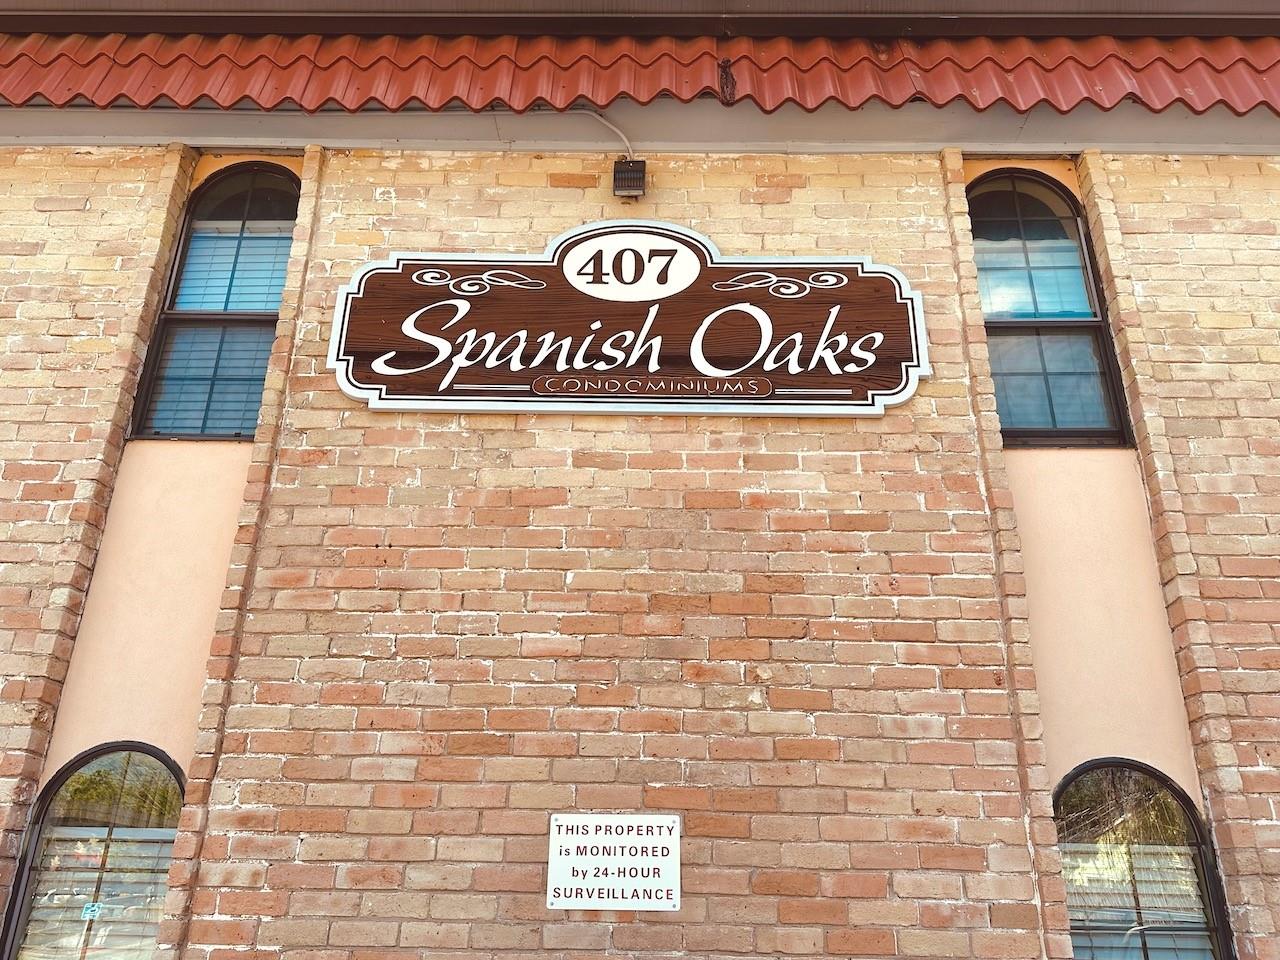 407
Spanish Oaks
CONDOMINIUMS
THIS PROPERTY
is MONITORED
by 24-HOUR
SURVEILLANCE